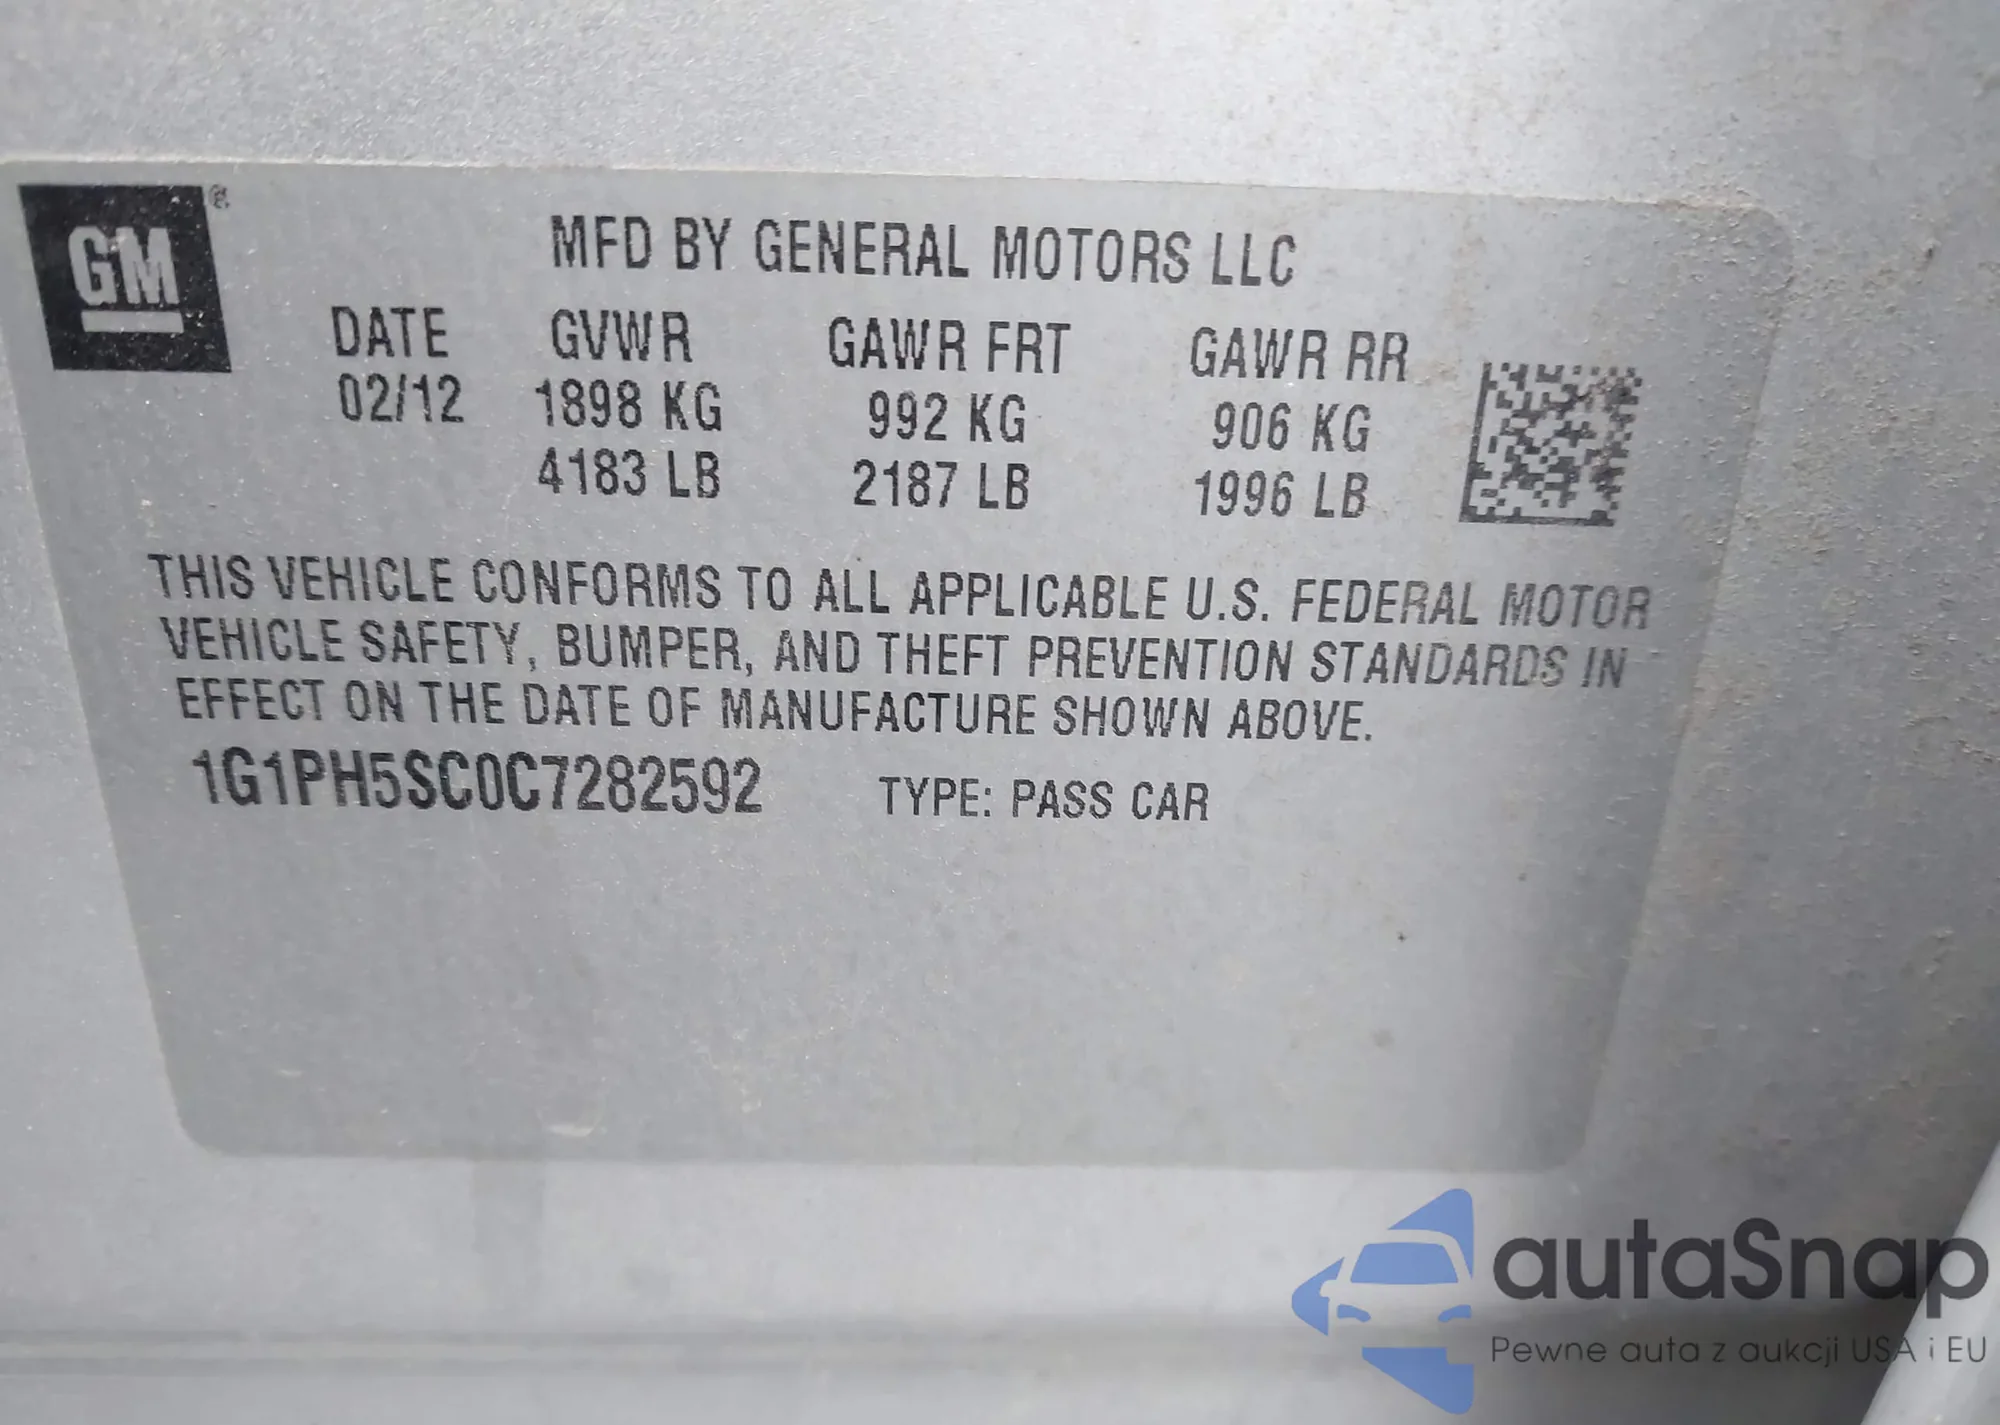 GM ®
MFD BY GENERAL MOTORS LLC
DATE GVWR GAWR FRT GAWR RR
02/12 1898 KG 992 KG 906 KG
4183 LB 2187 LB 1996 LB
THIS VEHICLE CONFORMS TO ALL APPLICABLE U.S. FEDERAL MOTOR
VEHICLE SAFETY, BUMPER, AND THEFT PREVENTION STANDARDS IN
EFFECT ON THE DATE OF MANUFACTURE SHOWN ABOVE.
1G1PH5SC0C7282592 TYPE: PASS CAR
autaSnap
Pewne auta z aukcji USA i EU